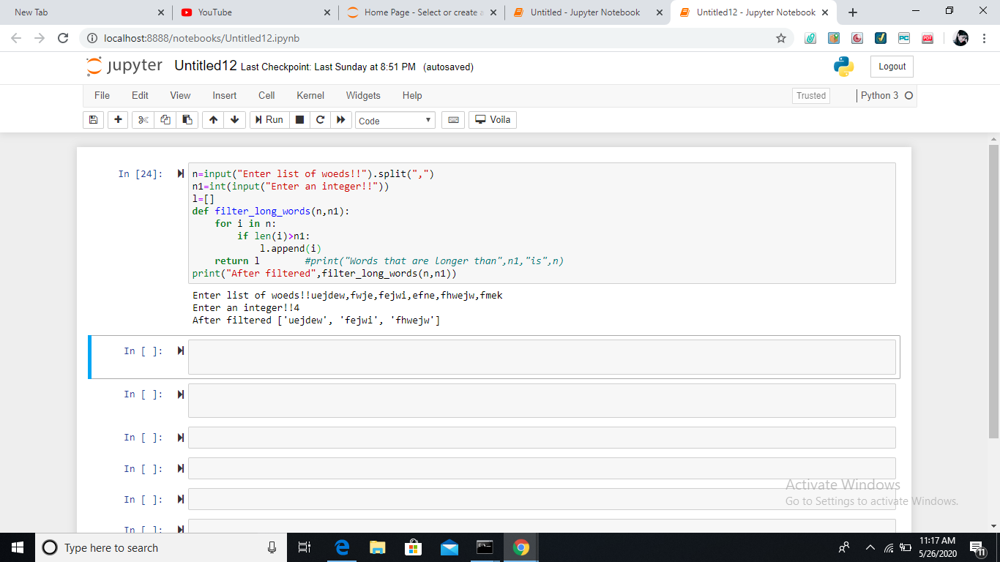 New Tab
YouTube
Home Page - Select or create a
Untitled - Jupyter Notebook
Untitled12 - Jupyter Notebook
localhost:8888/notebooks/Untitled12.ipynb
PC
PDF
jupyter Untitled12 Last Checkpoint: Last Sunday at 8:51 PM (autosaved)
Logout
File Edit View Insert Cell Kernel Widgets Help
Trusted
Python 3
Run
Code
Voila
In [24]:
n=input("Enter list of woeds!!").split(",")
n1=int(input("Enter an integer!!"))
l=[]
def filter_long_words(n,n1):
    for i in n:
        if len(i)>n1:
            l.append(i)
    return l        #print("Words that are longer than",n1,"is",n)
print("After filtered",filter_long_words(n,n1))
Enter list of woeds!!uejdew,fwje,fejwi,efne,fhwejw,fmek
Enter an integer!!4
After filtered ['uejdew', 'fejwi', 'fhwejw']
In [ ]:
In [ ]:
In [ ]:
In [ ]:
In [ ]:
In [ ]:
Activate Windows
Go to Settings to activate Windows.
Type here to search
11:17 AM
5/26/2020
11